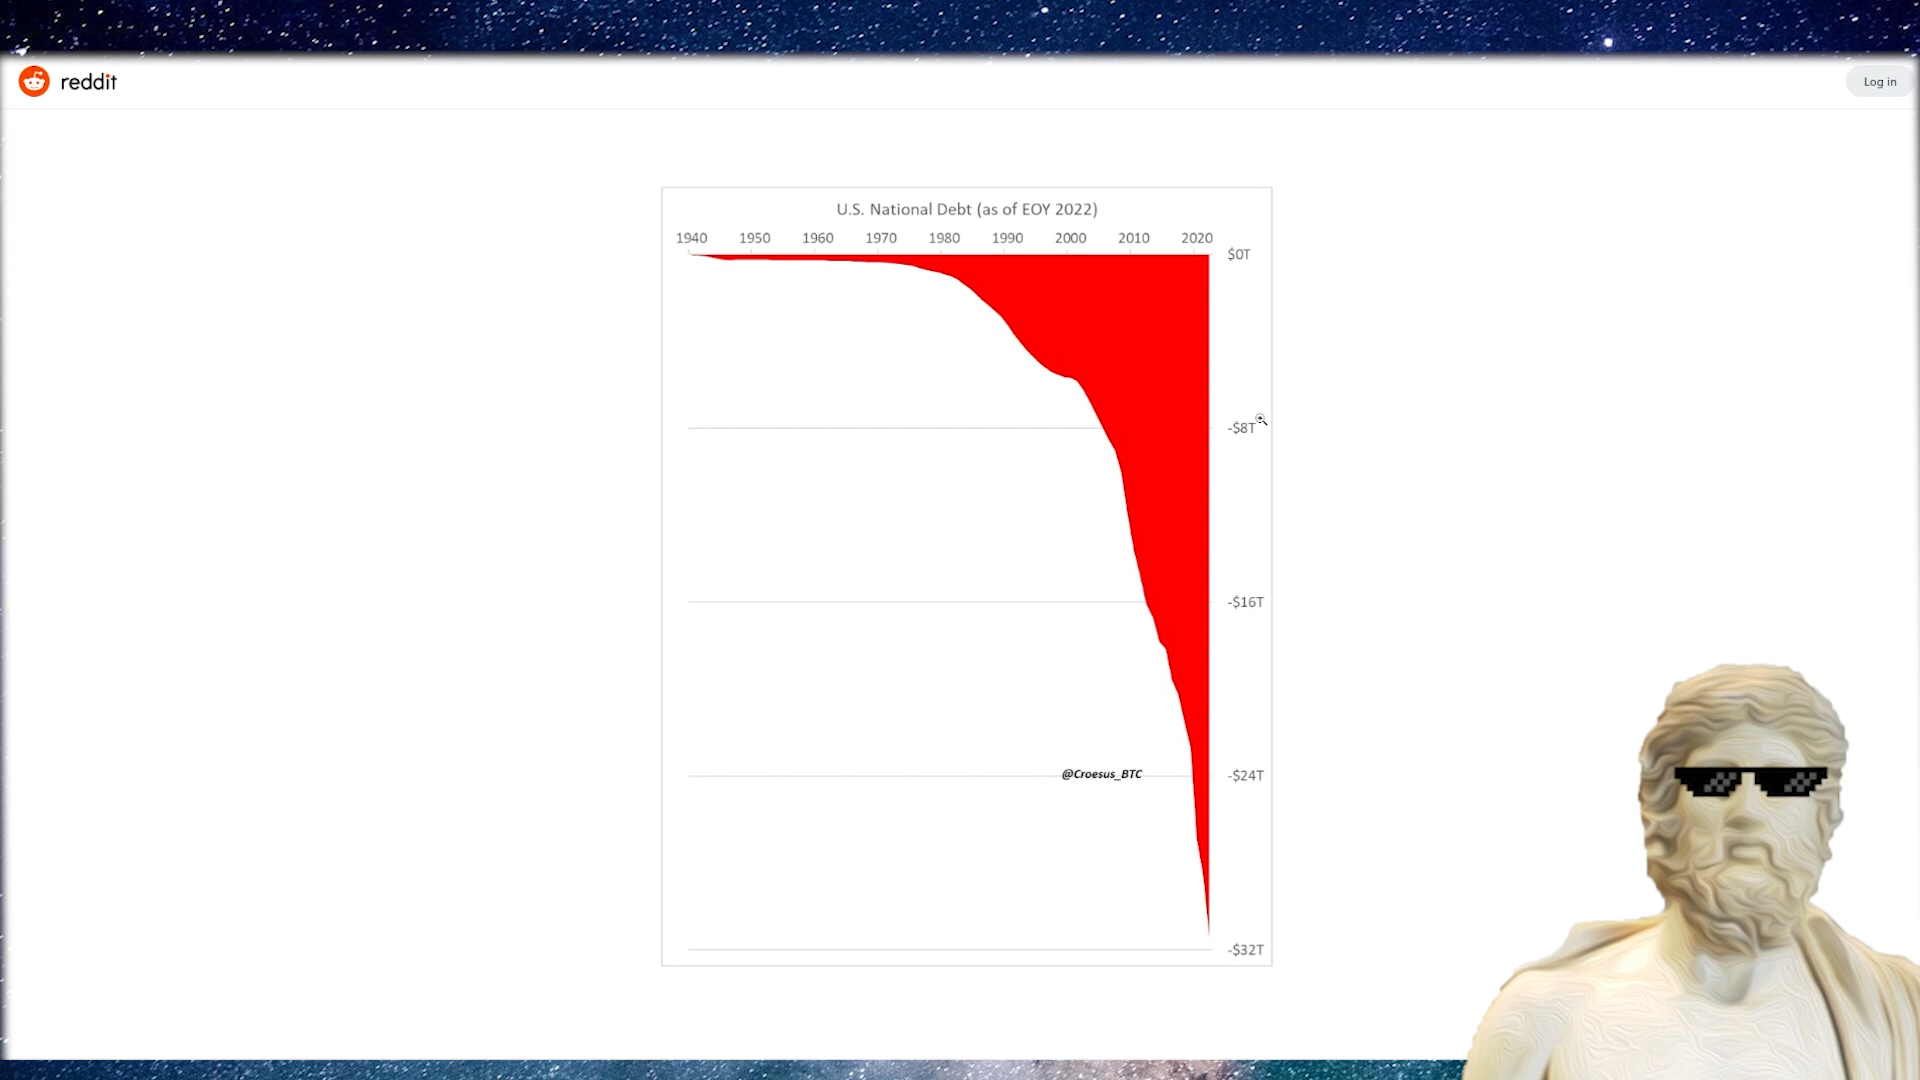 reddit
Log in
U.S. National Debt (as of EOY 2022)
1940 1950 1960 1970 1980 1990 2000 2010 2020
$0T
-$8T
-$16T
@Croesus_BTC
-$24T
-$32T